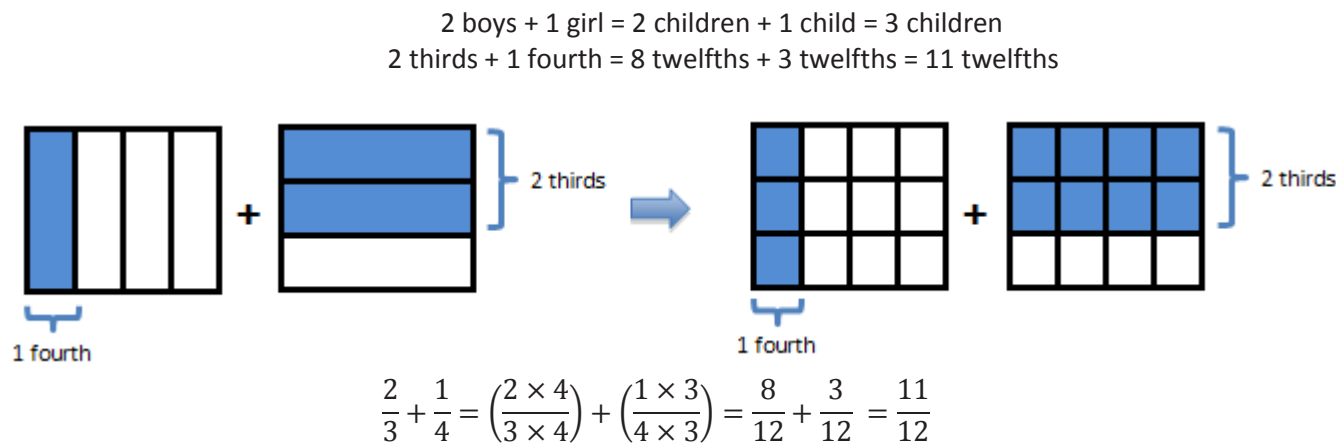 2 boys + 1 girl = 2 children + 1 child = 3 children
2 thirds + 1 fourth = 8 twelfths + 3 twelfths = 11 twelfths
+
2 thirds
+
2 thirds
1 fourth
1 fourth
2/3 + 1/4 = ((2 × 4)/(3 × 4)) + ((1 × 3)/(4 × 3)) = 8/12 + 3/12 = 11/12